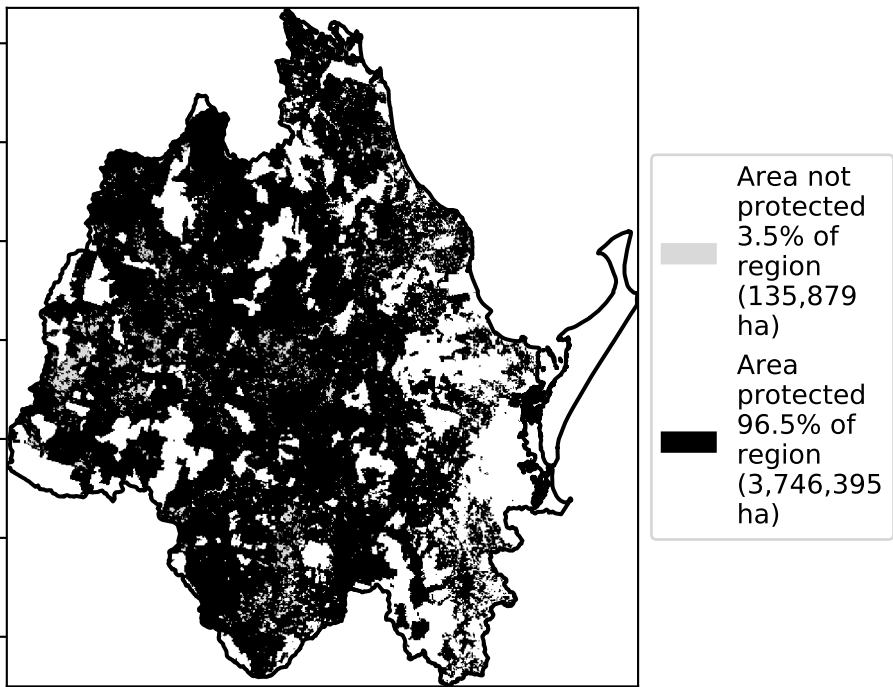 Area not
protected
3.5% of
region
(135,879
ha)
Area
protected
96.5% of
region
(3,746,395
ha)